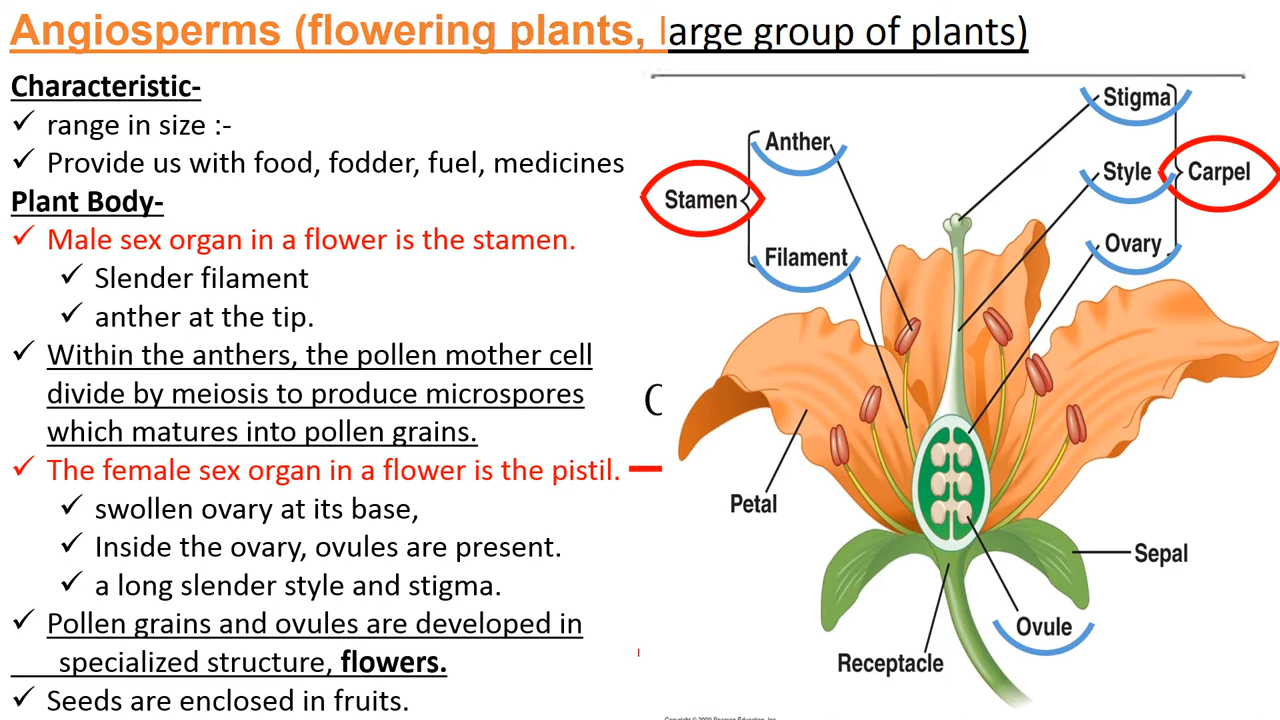 Angiosperms (flowering plants, large group of plants)
Characteristic-
✓ range in size :-
✓ Provide us with food, fodder, fuel, medicines
Plant Body-
✓ Male sex organ in a flower is the stamen.
✓ Slender filament
✓ anther at the tip.
✓ Within the anthers, the pollen mother cell
divide by meiosis to produce microspores
which matures into pollen grains.
✓ The female sex organ in a flower is the pistil.
✓ swollen ovary at its base,
✓ Inside the ovary, ovules are present.
✓ a long slender style and stigma.
✓ Pollen grains and ovules are developed in
specialized structure, flowers.
✓ Seeds are enclosed in fruits.
Stigma
Anther
Style
Carpel
Stamen
Ovary
Filament
Petal
Sepal
Ovule
Receptacle